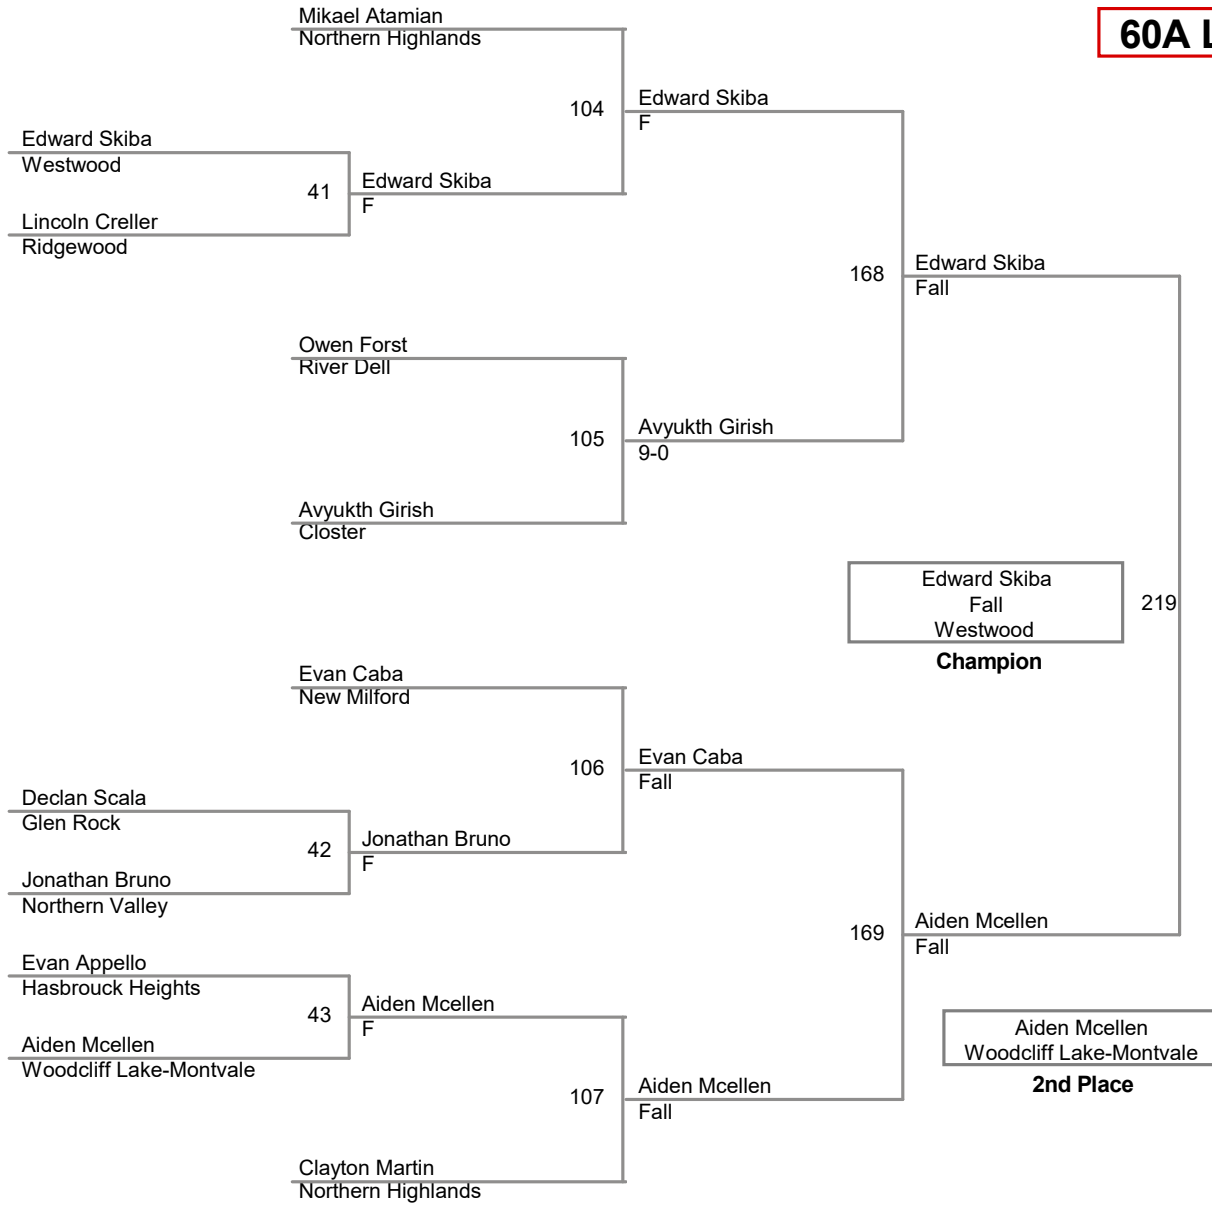 Mikael Atamian
Northern Highlands
60A L
104
Edward Skiba
F
Edward Skiba
Westwood
41
Edward Skiba
F
Lincoln Creller
Ridgewood
168
Edward Skiba
Fall
Owen Forst
River Dell
105
Avyukth Girish
9-0
Avyukth Girish
Closter
Edward Skiba
Fall
Westwood
219
Champion
Evan Caba
New Milford
106
Evan Caba
Fall
Declan Scala
Glen Rock
42
Jonathan Bruno
F
Jonathan Bruno
Northern Valley
169
Aiden Mcellen
Fall
Evan Appello
Hasbrouck Heights
43
Aiden Mcellen
F
Aiden Mcellen
Woodcliff Lake-Montvale
Aiden Mcellen
Woodcliff Lake-Montvale
2nd Place
107
Aiden Mcellen
Fall
Clayton Martin
Northern Highlands